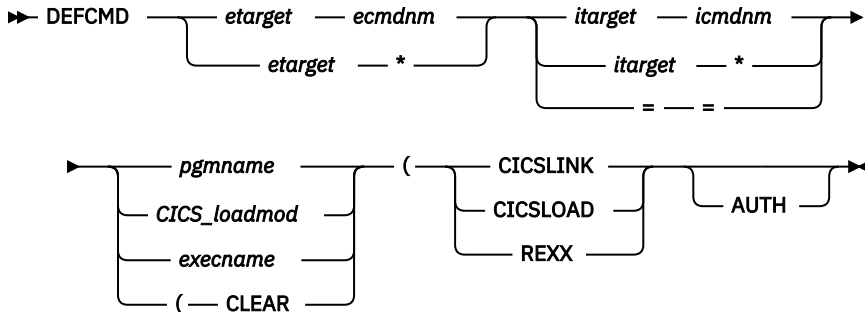 DEFCMD etarget ecmdnm itarget icmdnm
etarget * itarget *
= =
pgmname ( CICSLINK
CICS_loadmod CICSLOAD AUTH
execname REXX
( CLEAR